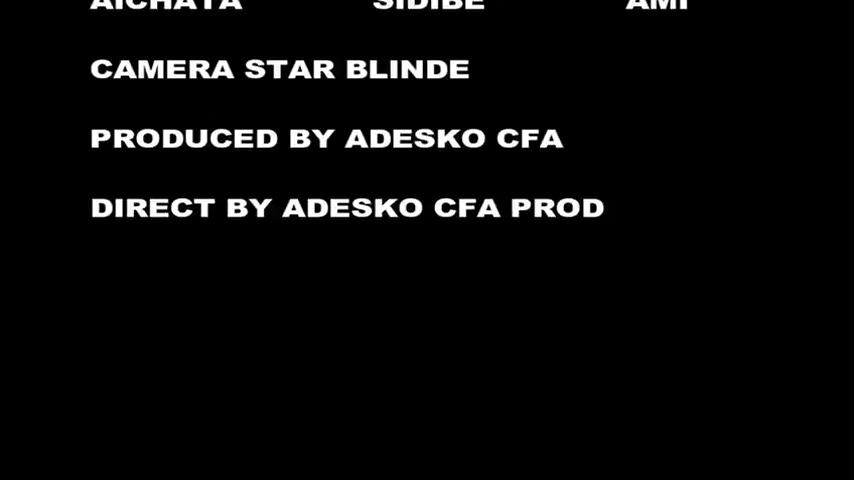 AICHATA SIDIBE AMI
CAMERA STAR BLINDE
PRODUCED BY ADESKO CFA
DIRECT BY ADESKO CFA PROD